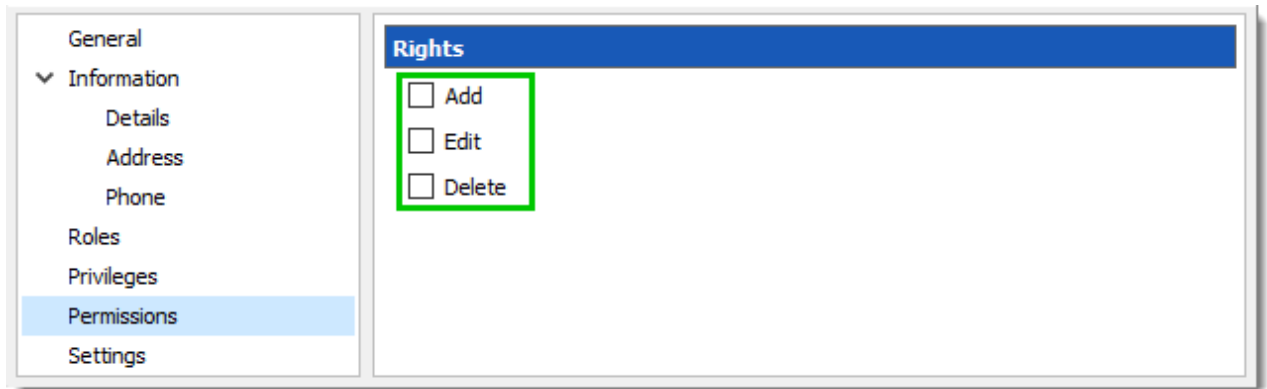 General
Information
Details
Address
Phone
Roles
Privileges
Permissions
Settings
Rights
Add
Edit
Delete